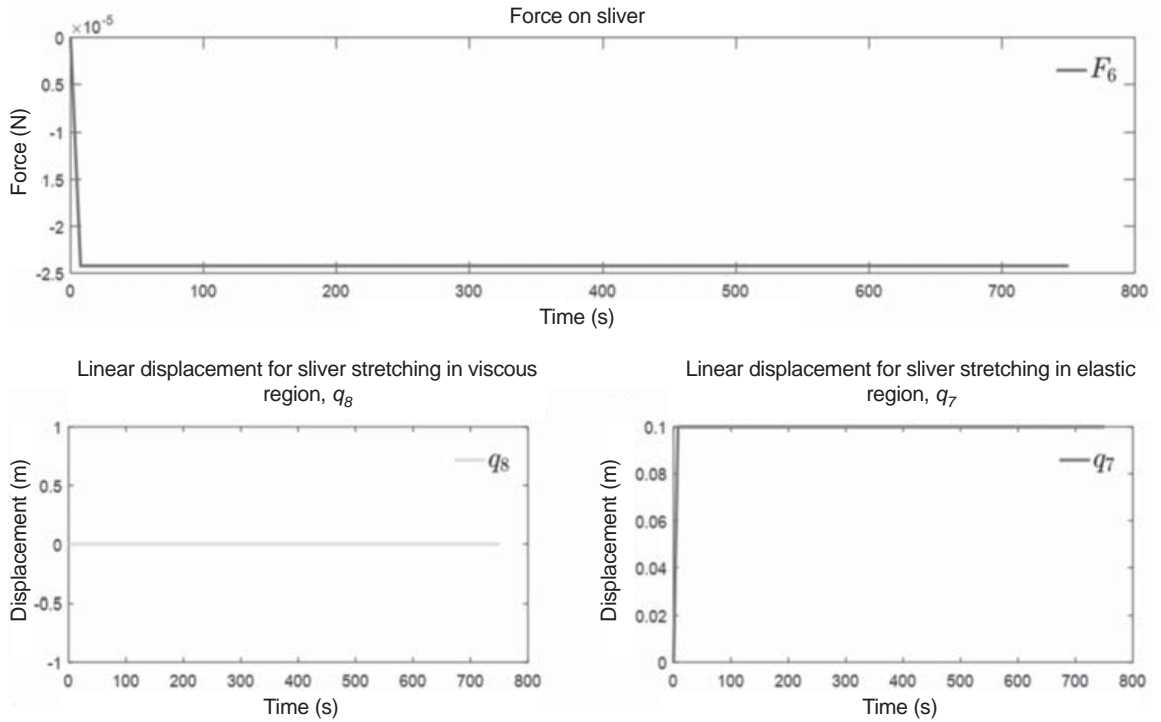 Force on sliver
×10⁻⁵
0
0.5
-1
1.5
-2
-2.5
Force (N)
F₆
0 100 200 300 400 500 600 700 800
Time (s)
Linear displacement for sliver stretching in viscous
region, q₈
1
0.5
0
-0.5
-1
Displacement (m)
q₈
0 100 200 300 400 500 600 700 800
Time (s)
Linear displacement for sliver stretching in elastic
region, q₇
0.1
0.08
0.06
0.04
0.02
0
Displacement (m)
q₇
0 100 200 300 400 500 600 700 800
Time (s)